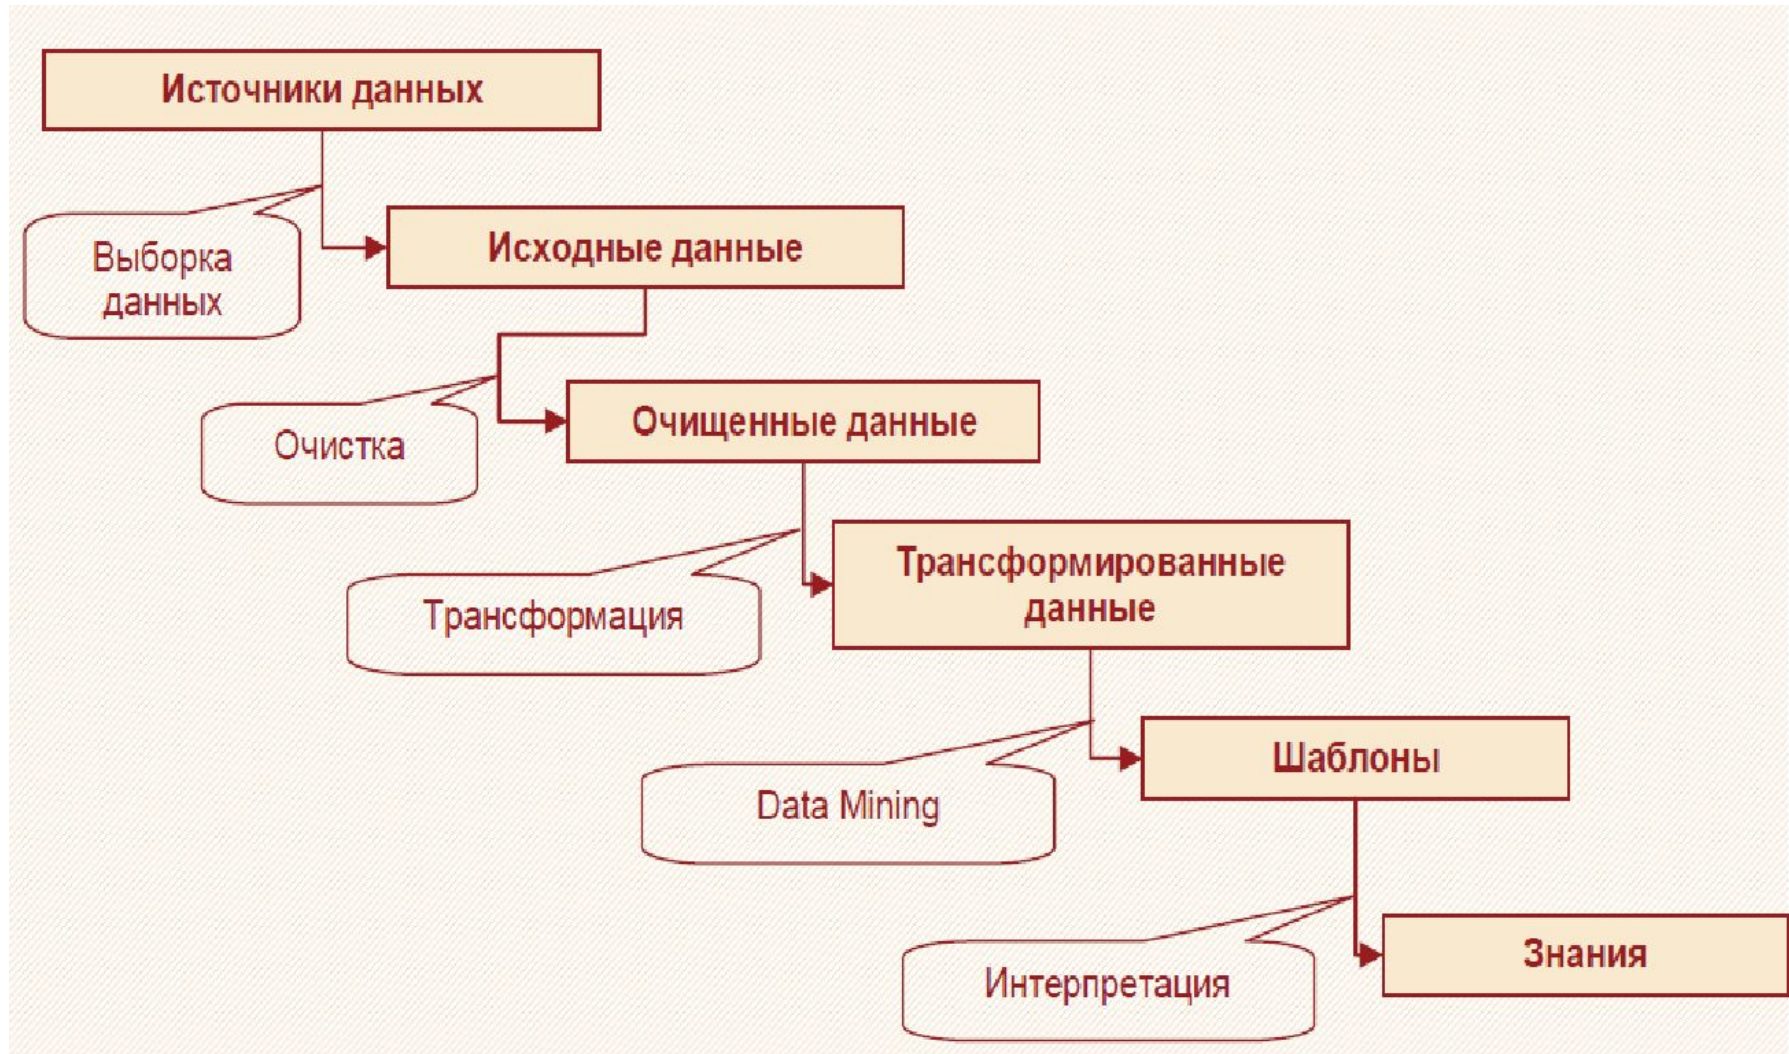 Источники данных
Выборка
данных
Исходные данные
Очистка
Очищенные данные
Трансформация
Трансформированные
данные
Data Mining
Шаблоны
Интерпретация
Знания